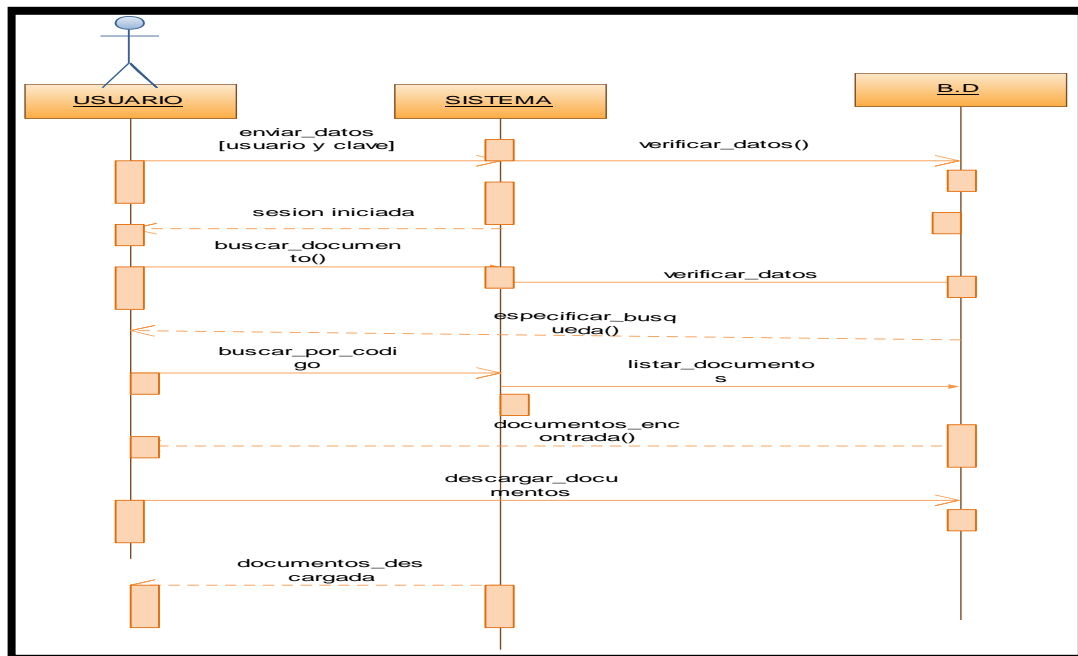 USUARIO
SISTEMA
B.D
enviar_datos
[usuario y clave]
verificar_datos()
sesion iniciada
buscar_documen
to()
verificar_datos
especificar_busq
ueda()
buscar_por_codi
go
listar_documento
s
documentos_enc
ontrada()
descargar_docu
mentos
documentos_des
cargada